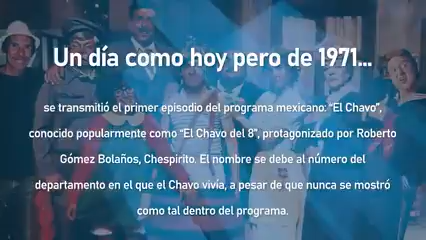 Un día como hoy pero de 1971...
se transmitió el primer episodio del programa mexicano: "El Chavo",
conocido popularmente como "El Chavo del 8", protagonizado por Roberto
Gómez Bolaños, Chespirito. El nombre se debe al número del
departamento en el que el Chavo vivía, a pesar de que nunca se mostró
como tal dentro del programa.